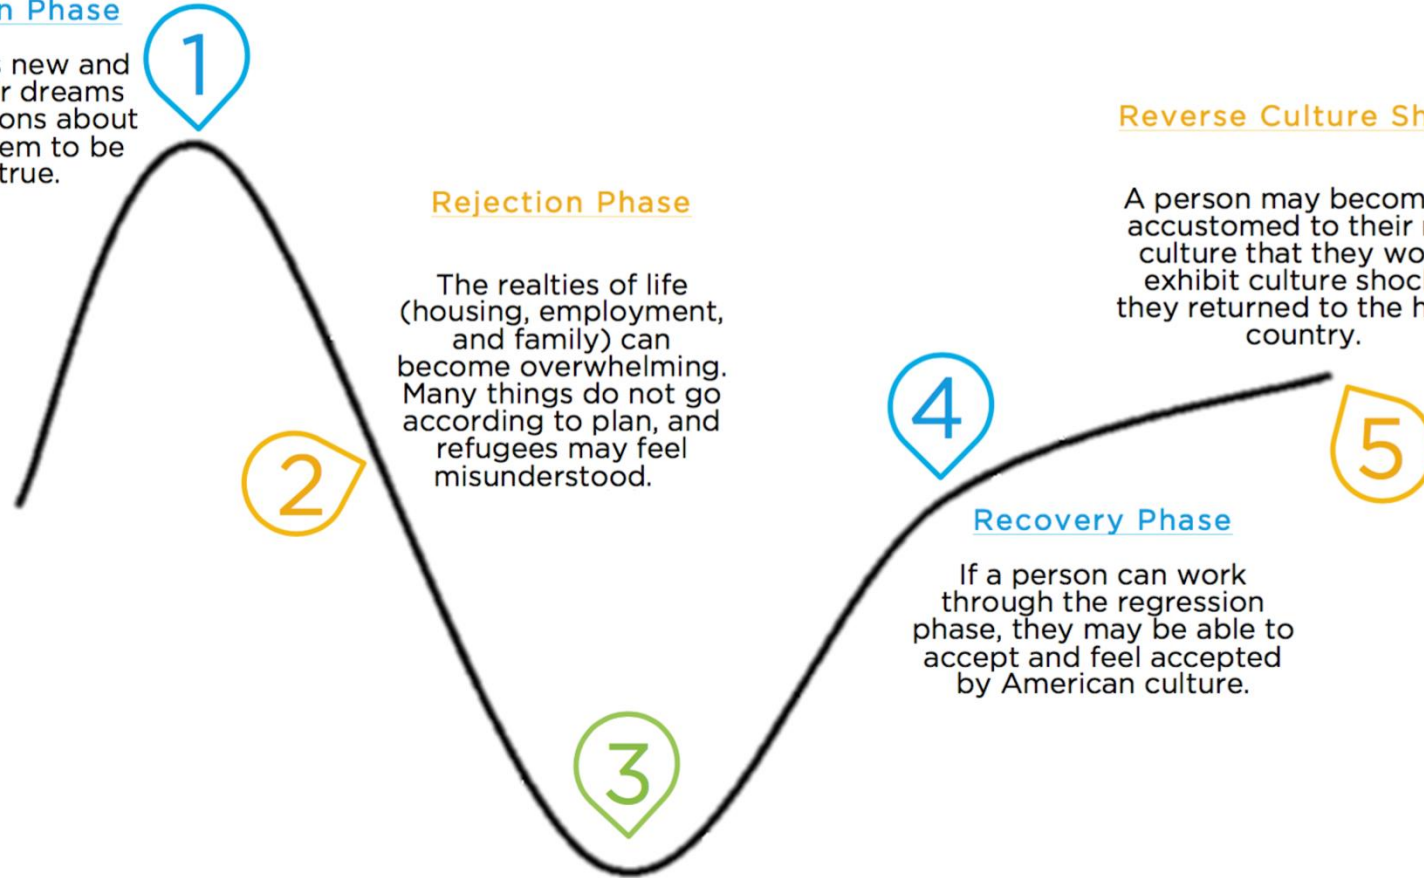 n Phase
1
new and
r dreams
ons about
em to be
true.
Rejection Phase
The realties of life
(housing, employment,
and family) can
become overwhelming.
Many things do not go
according to plan, and
refugees may feel
misunderstood.
2
3
4
Recovery Phase
If a person can work
through the regression
phase, they may be able to
accept and feel accepted
by American culture.
Reverse Culture Sh
A person may becom
accustomed to their
culture that they wo
exhibit culture shoc
they returned to the h
country.
5